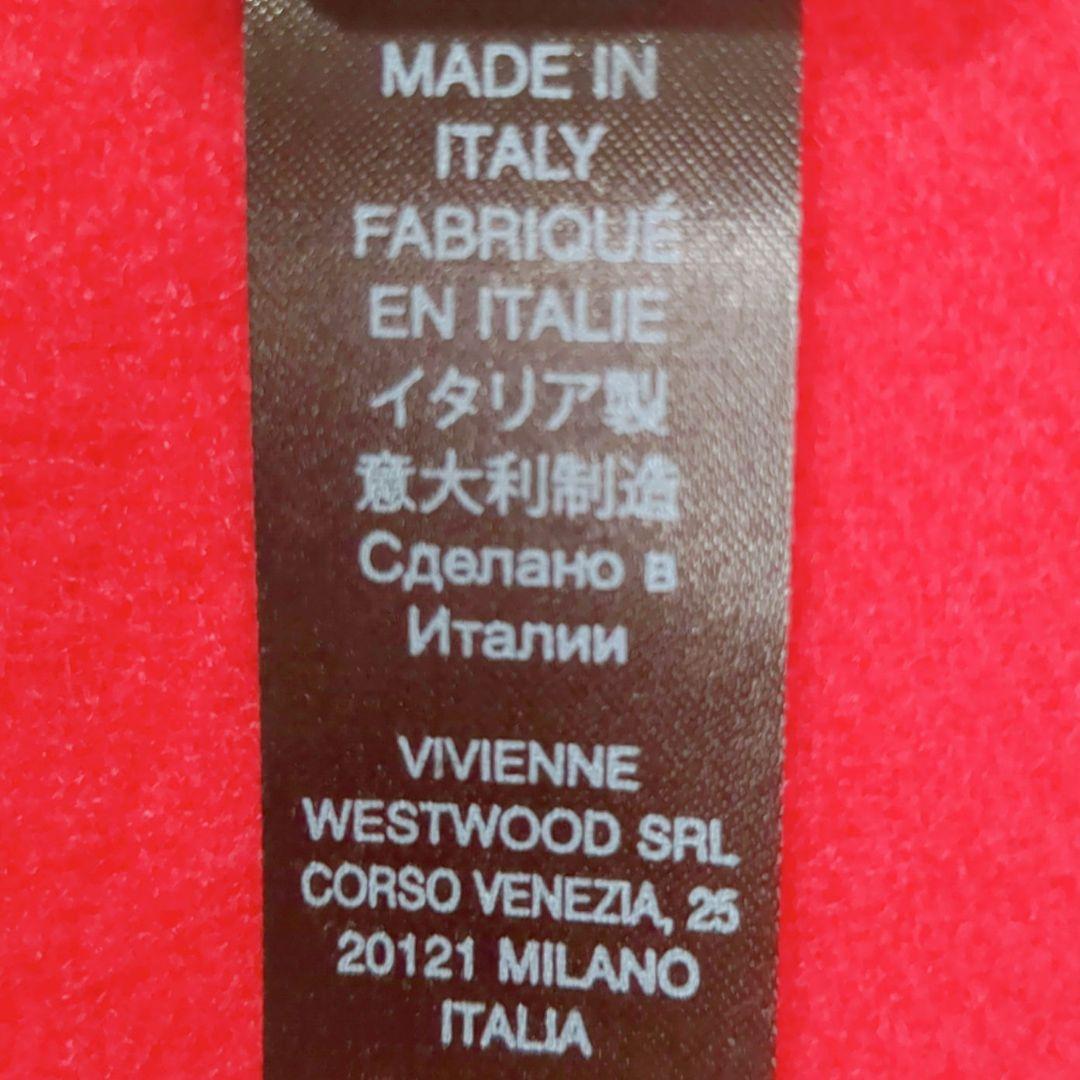 MADE IN
ITALY
FABRIQUÉ
EN ITALIE
イタリア製
意大利制造
Сделано в
Италии
VIVIENNE
WESTWOOD SRL
CORSO VENEZIA, 25
20121 MILANO
ITALIA